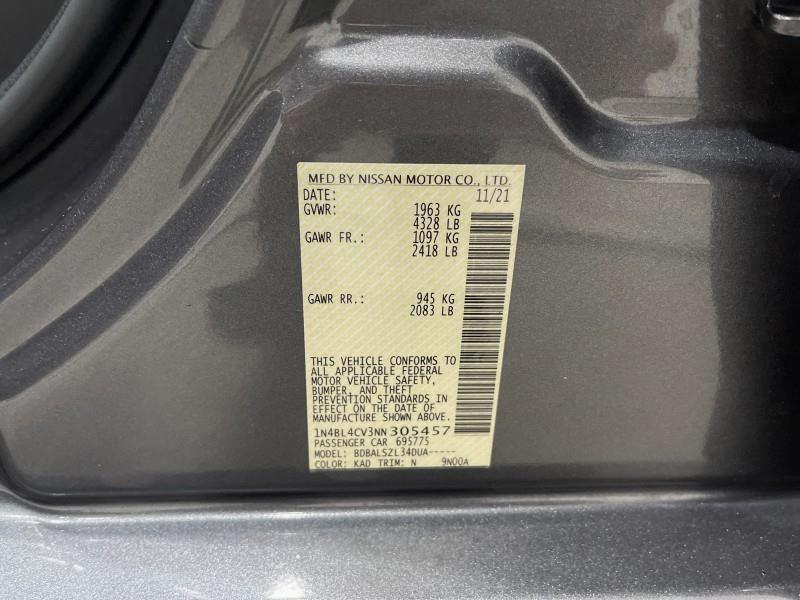 MFD BY NISSAN MOTOR CO., LTD.
DATE: 11/21
GVWR: 1963 KG
4328 LB
GAWR FR.: 1097 KG
2418 LB
GAWR RR.: 945 KG
2083 LB
THIS VEHICLE CONFORMS TO
ALL APPLICABLE FEDERAL
MOTOR VEHICLE SAFETY,
BUMPER, AND THEFT
PREVENTION STANDARDS IN
EFFECT ON THE DATE OF
MANUFACTURE SHOWN ABOVE.
1N4BL4CV3NN305457
PASSENGER CAR 695775
MODEL: BDBALSZL34DUA-----
COLOR: KAD TRIM: N 9N00A